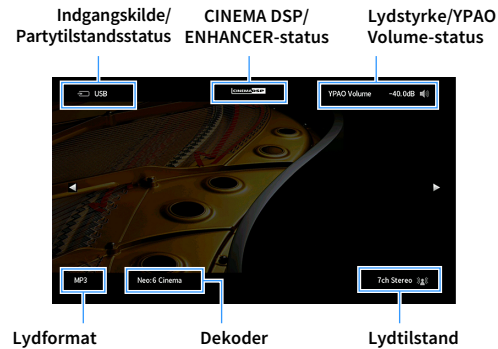 Indgangskilde/
Partytilstandsstatus
CINEMA DSP/
ENHANCER-status
Lydstyrke/YPAO
Volume-status
USB
CINEMA DSP
YPAO Volume -40.0dB
MP3
Neo:6 Cinema
7ch Stereo
Lydformat
Dekoder
Lydtilstand